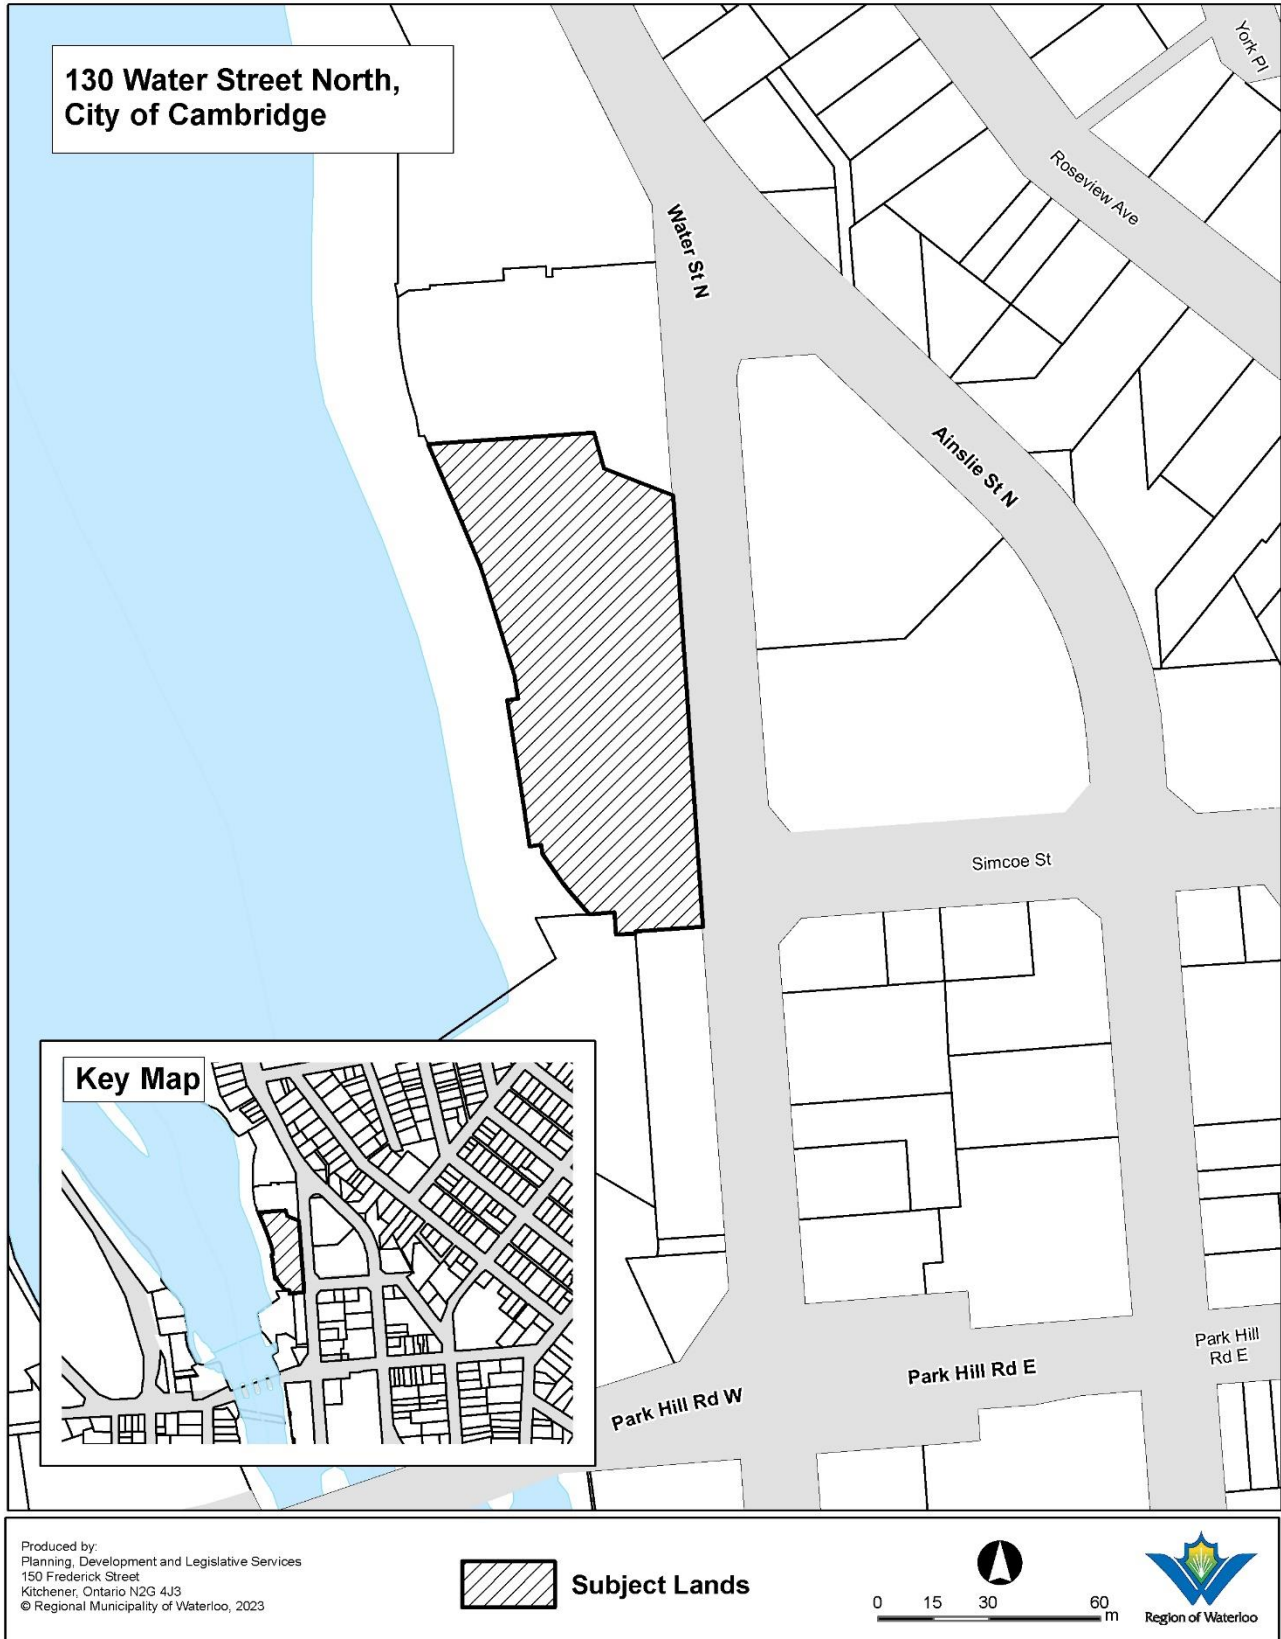 130 Water Street North,
City of Cambridge
York Pl
Roseview Ave
Water St N
Ainslie St N
Simcoe St
Key Map
Park Hill
Rd E
Park Hill Rd E
Park Hill Rd W
Produced by:
Planning, Development and Legislative Services
150 Frederick Street
Kitchener, Ontario N2G 4J3
© Regional Municipality of Waterloo, 2023
Subject Lands
0 15 30 60
m
Region of Waterloo